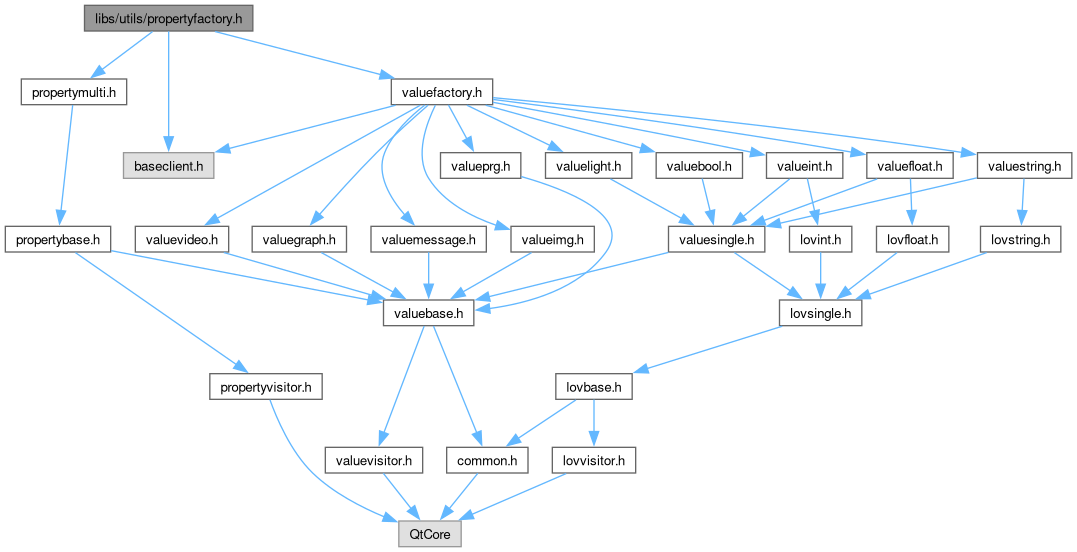 libs/utils/propertyfactory.h
propertymulti.h
valuefactory.h
baseclient.h
valueprg.h
valuelight.h
valuebool.h
valueint.h
valuefloat.h
valuestring.h
propertybase.h
valuevideo.h
valuegraph.h
valuemessage.h
valueimg.h
valuesingle.h
lovint.h
lovfloat.h
lovstring.h
valuebase.h
lovsingle.h
propertyvisitor.h
lovbase.h
valuevisitor.h
common.h
lovvisitor.h
QtCore